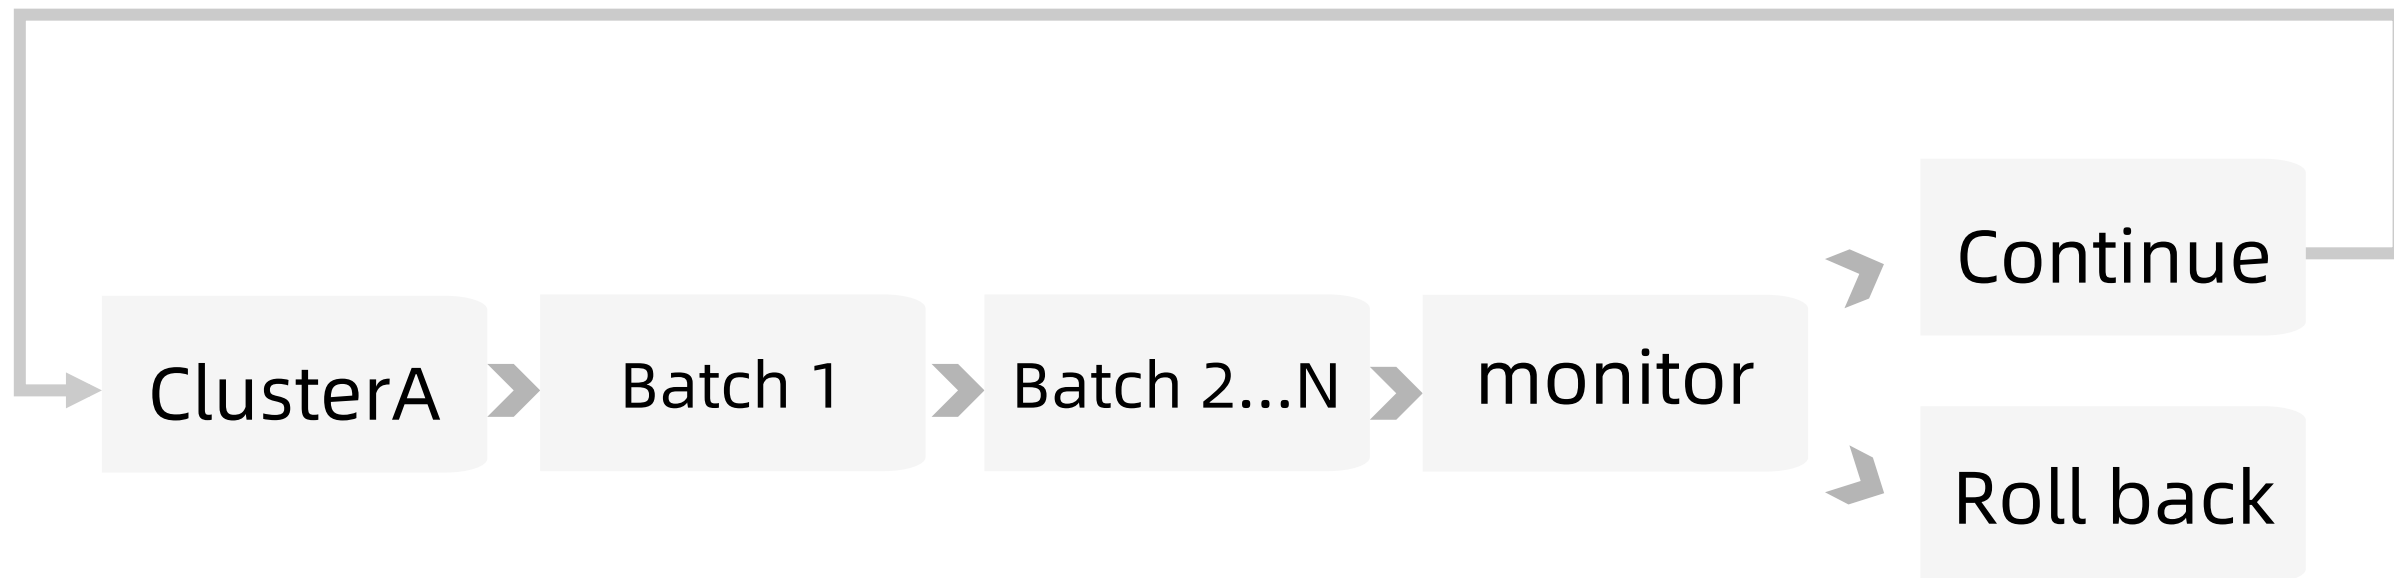 ClusterA
Batch 1
Batch 2...N
monitor
Continue
Roll back